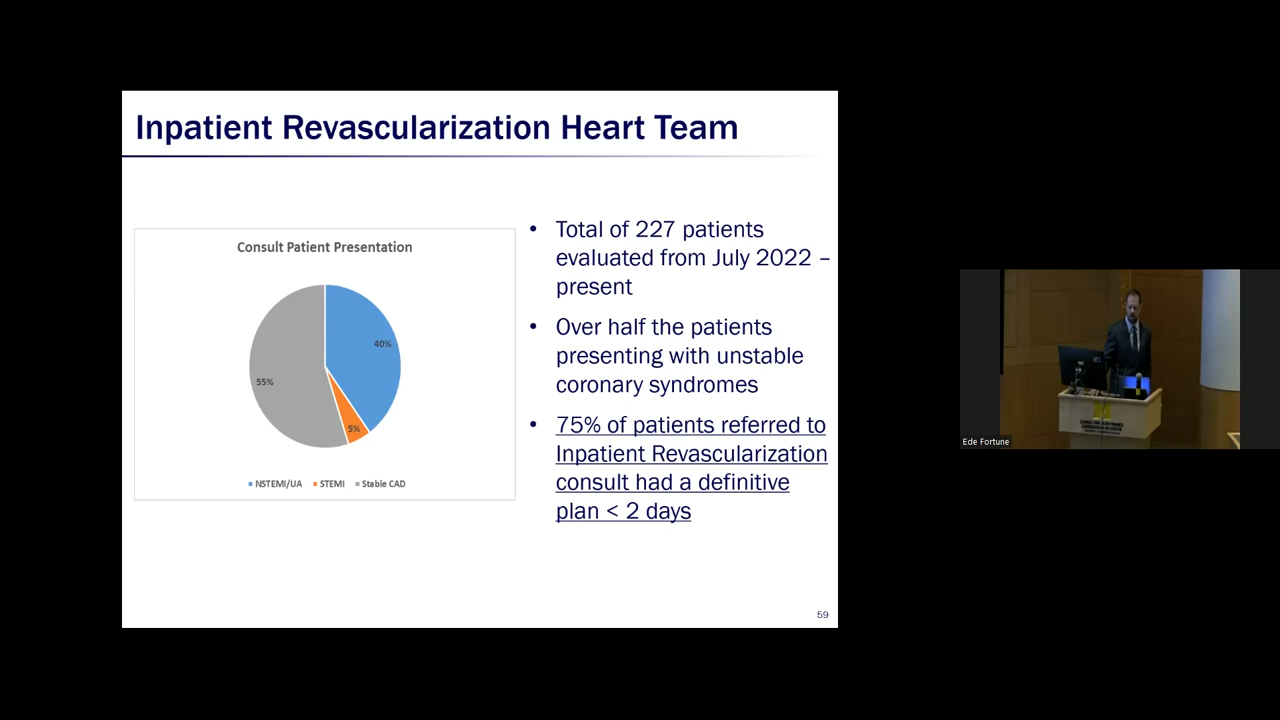 Inpatient Revascularization Heart Team
Consult Patient Presentation
40%
55%
5%
NSTEMI/UA STEMI Stable CAD
• Total of 227 patients
evaluated from July 2022 –
present
• Over half the patients
presenting with unstable
coronary syndromes
• 75% of patients referred to
Inpatient Revascularization
consult had a definitive
plan < 2 days
59
Ede Fortune